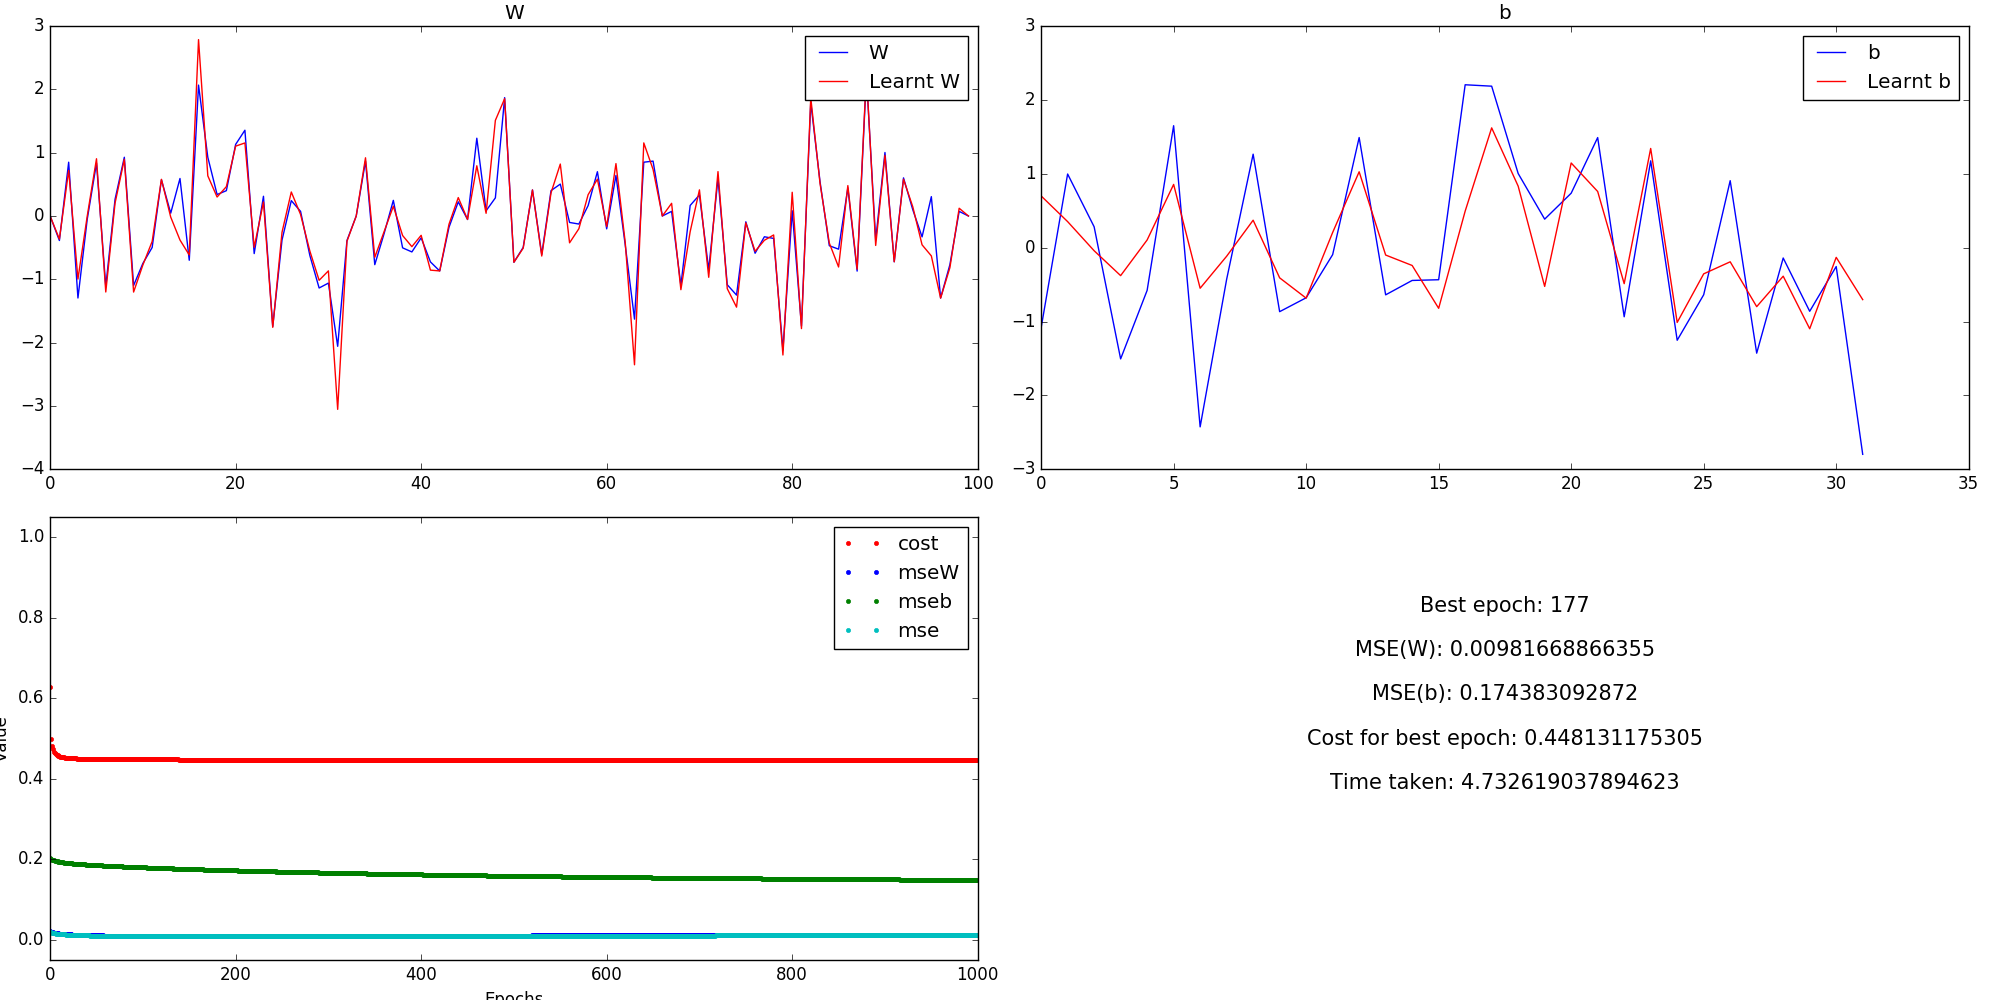 W
3
2
1
0
−1
−2
−3
−4
0 20 40 60 80 100
W
Learnt W
b
3
2
1
0
−1
−2
−3
0 5 10 15 20 25 30 35
b
Learnt b
1.0
0.8
0.6
0.4
0.2
0.0
0 200 400 600 800 1000
Epochs
cost
mseW
mseb
mse
Best epoch: 177
MSE(W): 0.00981668866355
MSE(b): 0.174383092872
Cost for best epoch: 0.448131175305
Time taken: 4.732619037894623